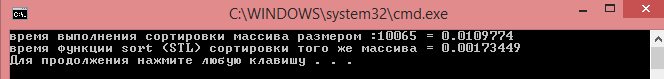 C:\WINDOWS\system32\cmd.exe
время выполнения сортировки массива размером :10065 = 0.0109774
время функции sort (STL) сортировки того же массива = 0.00173449
Для продолжения нажмите любую клавишу . . .